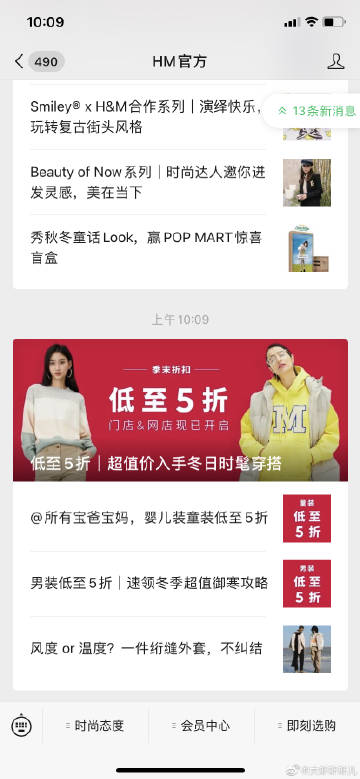 10:09
490
HM官方
Smiley® x H&M合作系列｜演绎快乐，
玩转复古街头风格
13条新消息
Beauty of Now系列｜时尚达人邀你迸
发灵感，美在当下
秀秋冬童话Look，赢POP MART惊喜
盲盒
上午10:09
季末折扣
低至5折
门店&网店现已开启
M
低至5折｜超值价入手冬日时髦穿搭
@所有宝爸宝妈，婴儿装童装低至5折
童装
低至
5折
男装低至5折｜速领冬季超值御寒攻略
男装
低至
5折
风度 or 温度？一件绗缝外套，不纠结
时尚态度
会员中心
即刻选购